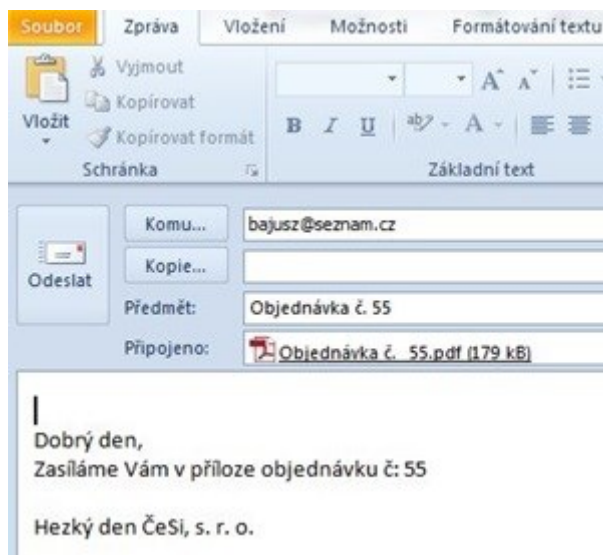 Soubor Zpráva Vložení Možnosti Formátování textu
Vyjmout
Kopírovat
Kopírovat formát
Vložit
B I U ab A
Schránka Základní text
Komu... bajusz@seznam.cz
Kopie...
Odeslat
Předmět: Objednávka č. 55
Připojeno: Objednávka č. 55.pdf (179 kB)
Dobrý den,
Zasíláme Vám v příloze objednávku č: 55
Hezký den ČeSi, s. r. o.